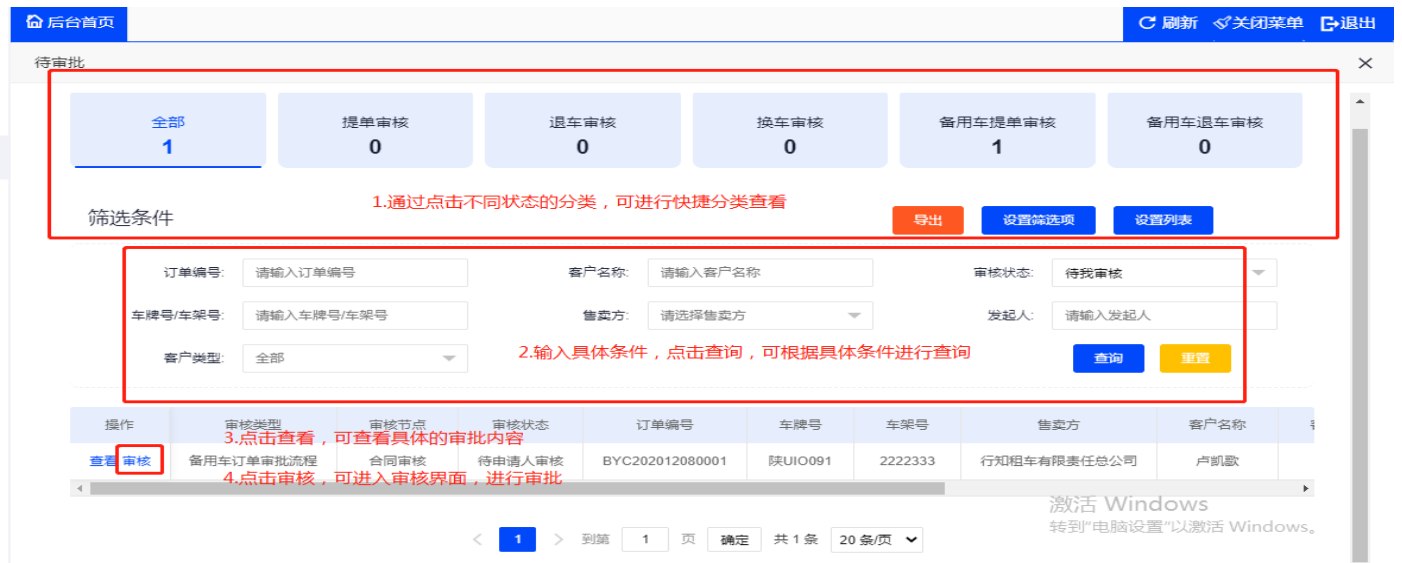 后台首页 刷新 关闭菜单 退出
待审批
全部 提单审核 退车审核 换车审核 备用车提单审核 备用车退车审核
1 0 0 0 1 0
1.通过点击不同状态的分类，可进行快捷分类查看
筛选条件 导出 设置筛选项 设置列表
订单编号: 请输入订单编号 客户名称: 请输入客户名称 审核状态: 待我审核
车牌号/车架号: 请输入车牌号/车架号 售卖方: 请选择售卖方 发起人: 请输入发起人
客户类型: 全部 2.输入具体条件，点击查询，可根据具体条件进行查询 查询 重置
操作 审核类型 审核节点 审核状态 订单编号 车牌号 车架号 售卖方 客户名称
3.点击查看，可查看具体的审批内容
查看 审核 备用车订单审批流程 合同审核 待申请人审核 BYC202012080001 陕UIO091 2222333 行知租车有限责任总公司 卢凯歌
4.点击审核，可进入审核界面，进行审批
激活 Windows
转到"电脑设置"以激活 Windows。
1 到第 1 页 确定 共 1 条 20 条/页